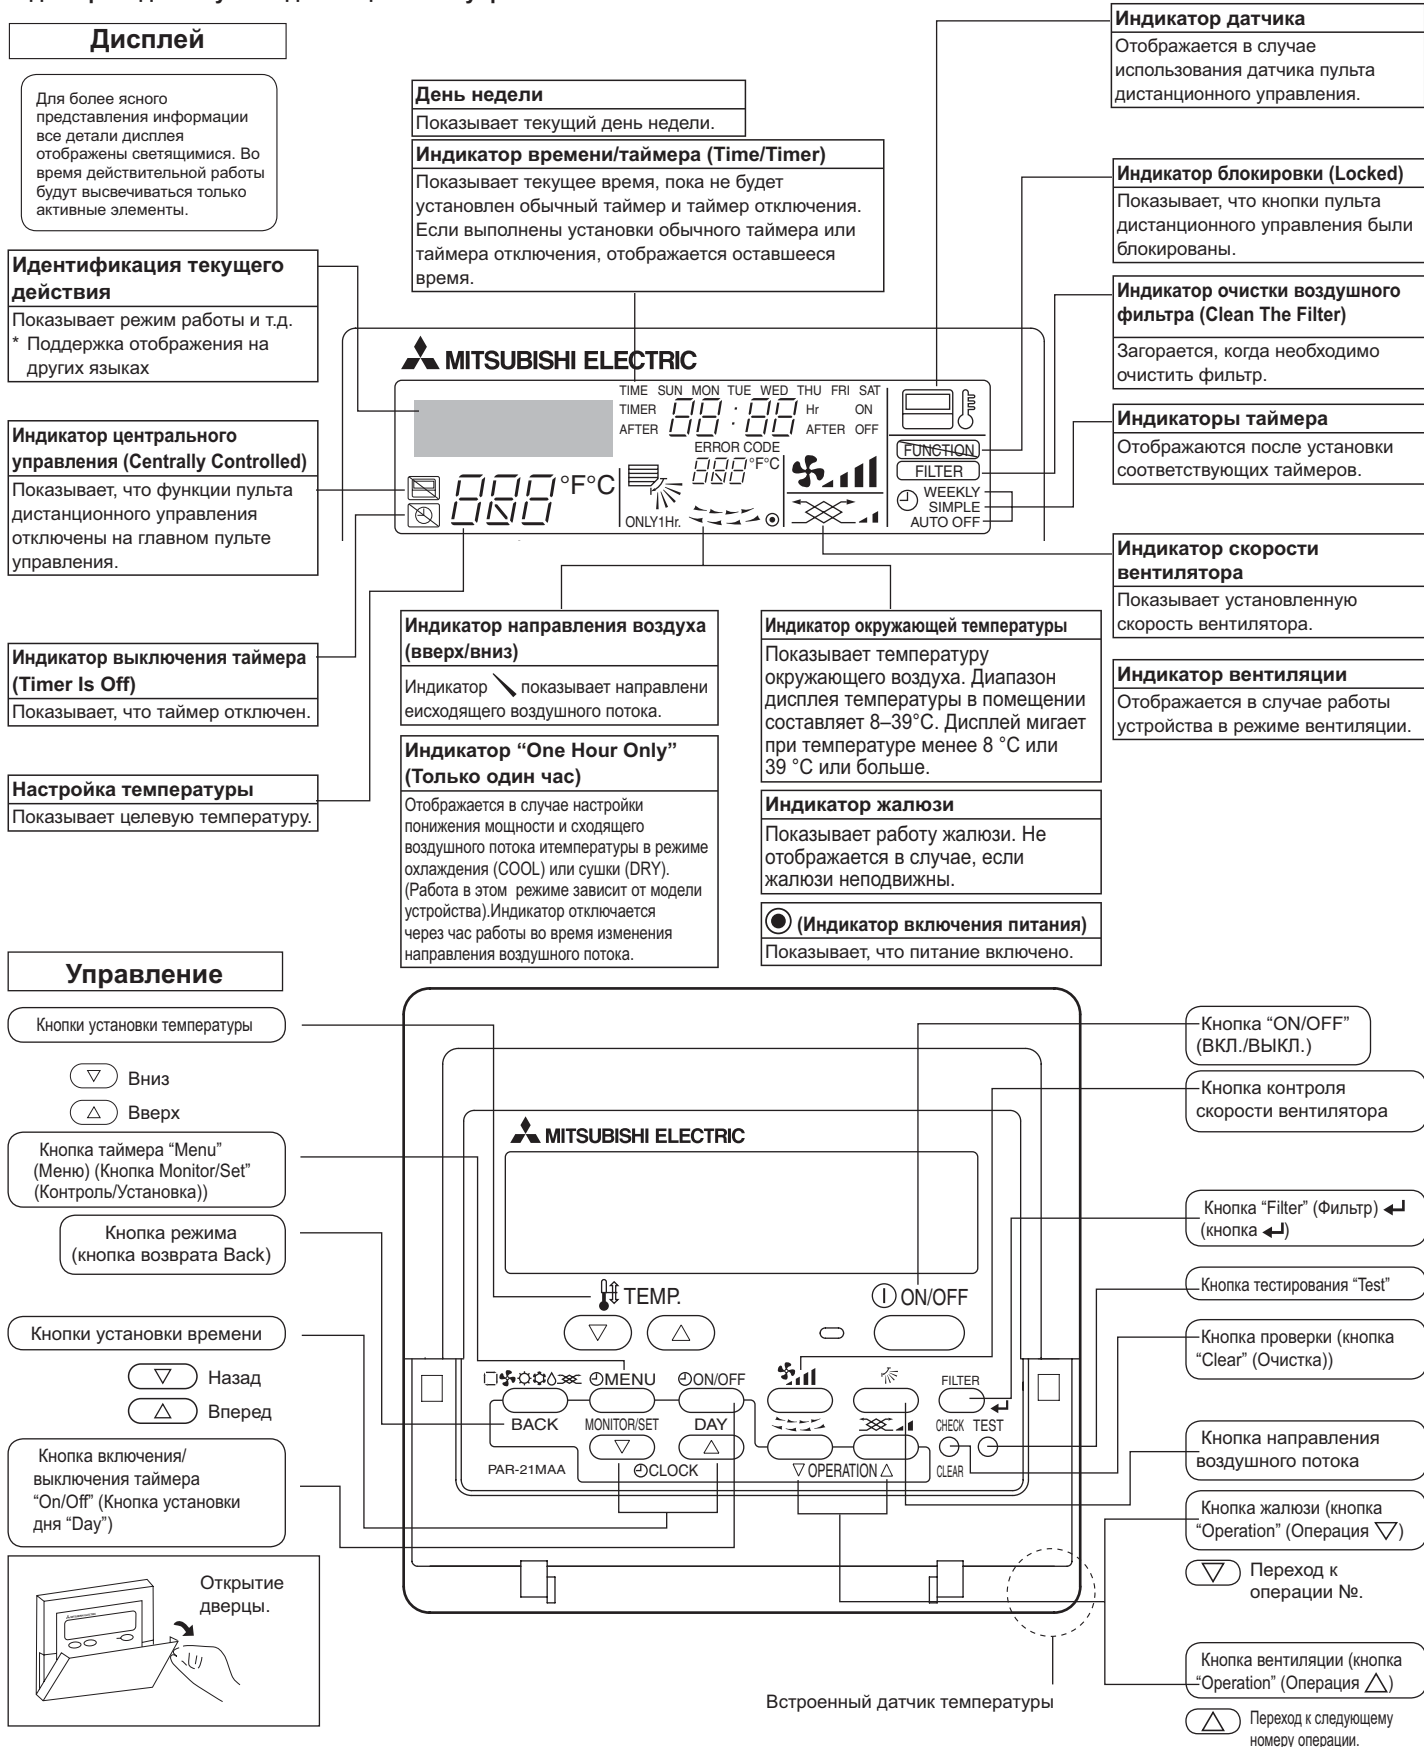 Дисплей
Для более ясного
представления информации
все детали дисплея
отображены светящимися. Во
время действительной работы
будут высвечиваться только
активные элементы.
День недели
Показывает текущий день недели.
Индикатор времени/таймера (Time/Timer)
Показывает текущее время, пока не будет
установлен обычный таймер и таймер отключения.
Если выполнены установки обычного таймера или
таймера отключения, отображается оставшееся
время.
Индикатор датчика
Отображается в случае
использования датчика пульта
дистанционного управления.
Индикатор блокировки (Locked)
Показывает, что кнопки пульта
дистанционного управления были
блокированы.
Индикатор очистки воздушного
фильтра (Clean The Filter)
Загорается, когда необходимо
очистить фильтр.
Индикаторы таймера
Отображаются после установки
соответствующих таймеров.
Индикатор скорости
вентилятора
Показывает установленную
скорость вентилятора.
Индикатор вентиляции
Отображается в случае работы
устройства в режиме вентиляции.
Идентификация текущего
действия
Показывает режим работы и т.д.
* Поддержка отображения на
других языках
Индикатор центрального
управления (Centrally Controlled)
Показывает, что функции пульта
дистанционного управления
отключены на главном пульте
управления.
Индикатор выключения таймера
(Timer Is Off)
Показывает, что таймер отключен.
Настройка температуры
Показывает целевую температуру.
MITSUBISHI ELECTRIC
TIME SUN MON TUE WED THU FRI SAT
TIMER 88:88 Hr ON
AFTER AFTER OFF
ERROR CODE
888 °F°C
888 °F°C
ONLY1Hr.
FUNCTION
FILTER
WEEKLY
SIMPLE
AUTO OFF
Индикатор направления воздуха
(вверх/вниз)
Индикатор показывает направлени
еисходящего воздушного потока.
Индикатор “One Hour Only”
(Только один час)
Отображается в случае настройки
понижения мощности и сходящего
воздушного потока итемпературы в режиме
охлаждения (COOL) или сушки (DRY).
(Работа в этом режиме зависит от модели
устройства).Индикатор отключается
через час работы во время изменения
направления воздушного потока.
Индикатор окружающей температуры
Показывает температуру
окружающего воздуха. Диапазон
дисплея температуры в помещении
составляет 8–39°C. Дисплей мигает
при температуре менее 8 °C или
39 °C или больше.
Индикатор жалюзи
Показывает работу жалюзи. Не
отображается в случае, если
жалюзи неподвижны.
(Индикатор включения питания)
Показывает, что питание включено.
Управление
Кнопки установки температуры
▽ Вниз
△ Вверх
Кнопка таймера “Menu”
(Меню) (Кнопка Monitor/Set”
(Контроль/Установка))
Кнопка режима
(кнопка возврата Back)
Кнопки установки времени
▽ Назад
△ Вперед
Кнопка включения/
выключения таймера
“On/Off” (Кнопка установки
дня “Day”)
Открытие
дверцы.
MITSUBISHI ELECTRIC
TEMP.
ON/OFF
▽ △
MENU ON/OFF
FILTER
BACK MONITOR/SET DAY
CHECK TEST
▽ △
PAR-21MAA CLOCK ▽ OPERATION △ CLEAR
Кнопка “ON/OFF”
(ВКЛ./ВЫКЛ.)
Кнопка контроля
скорости вентилятора
Кнопка “Filter” (Фильтр) ↵
(кнопка ↵)
Кнопка тестирования “Test”
Кнопка проверки (кнопка
“Clear” (Очистка))
Кнопка направления
воздушного потока
Кнопка жалюзи (кнопка
“Operation” (Операция ▽)
▽ Переход к
операции №.
Кнопка вентиляции (кнопка
“Operation” (Операция △)
△ Переход к следующему
номеру операции.
Встроенный датчик температуры